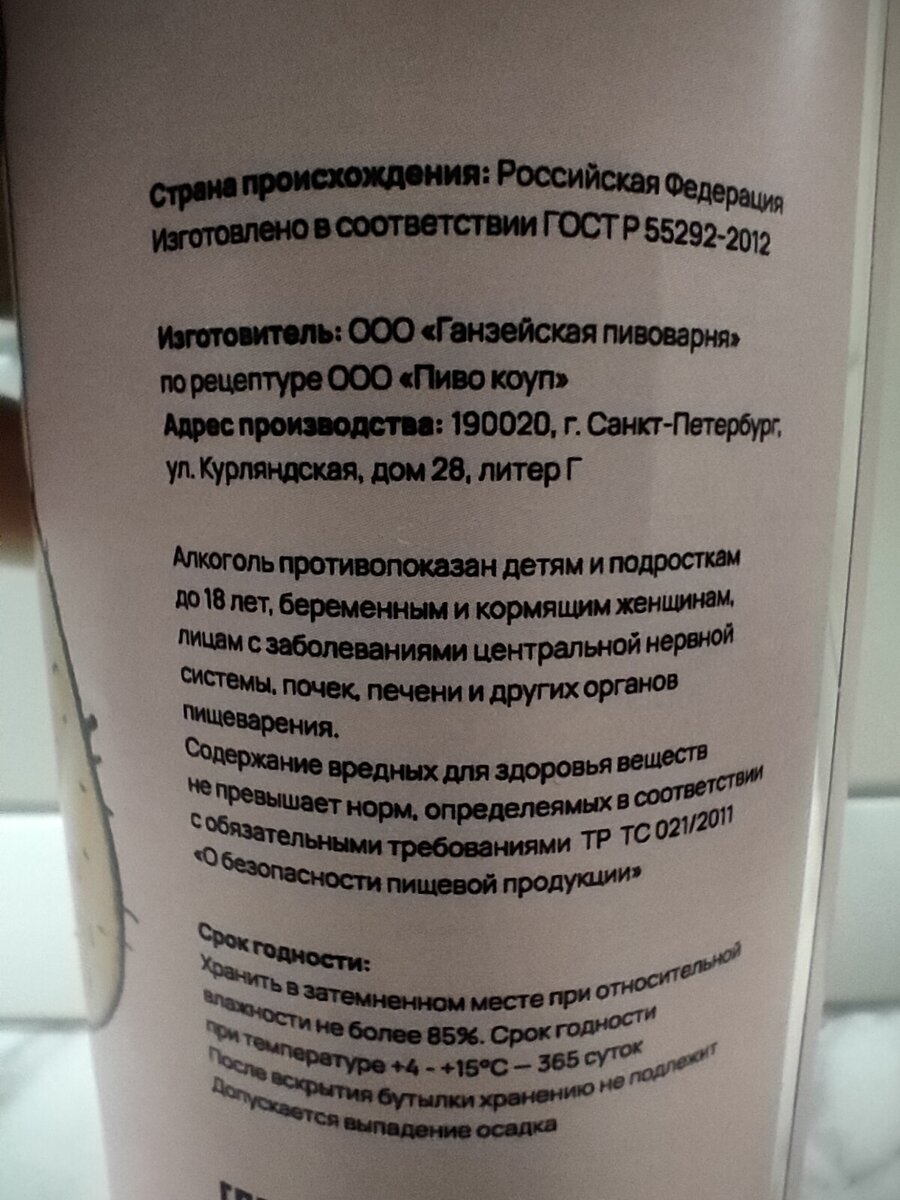 Страна происхождения: Российская Федерация
Изготовлено в соответствии ГОСТ Р 55292-2012
Изготовитель: ООО «Ганзейская пивоварня»
по рецептуре ООО «Пиво коуп»
Адрес производства: 190020, г. Санкт-Петербург,
ул. Курляндская, дом 28, литер Г
Алкоголь противопоказан детям и подросткам
до 18 лет, беременным и кормящим женщинам,
лицам с заболеваниями центральной нервной
системы, почек, печени и других органов
пищеварения.
Содержание вредных для здоровья веществ
не превышает норм, определеямых в соответствии
с обязательными требованиями ТР ТС 021/2011
«О безопасности пищевой продукции»
Срок годности:
Хранить в затемненном месте при относительной
влажности не более 85%. Срок годности
при температуре +4 - +15°С — 365 суток
После вскрытия бутылки хранению не подлежит
Допускается выпадение осадка